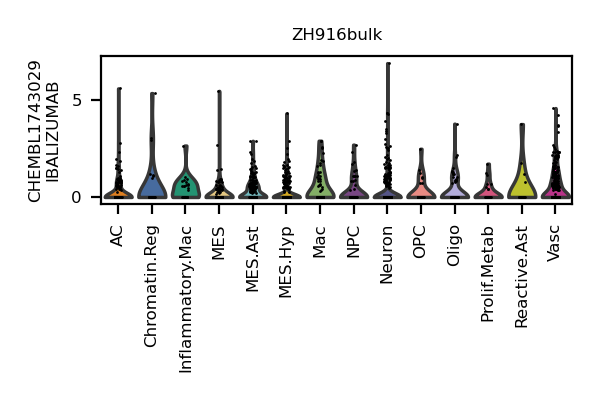 ZH916bulk
CHEMBL1743029
IBALIZUMAB
5
0
AC
Chromatin.Reg
Inflammatory.Mac
MES
MES.Ast
MES.Hyp
Mac
NPC
Neuron
OPC
Oligo
Prolif.Metab
Reactive.Ast
Vasc